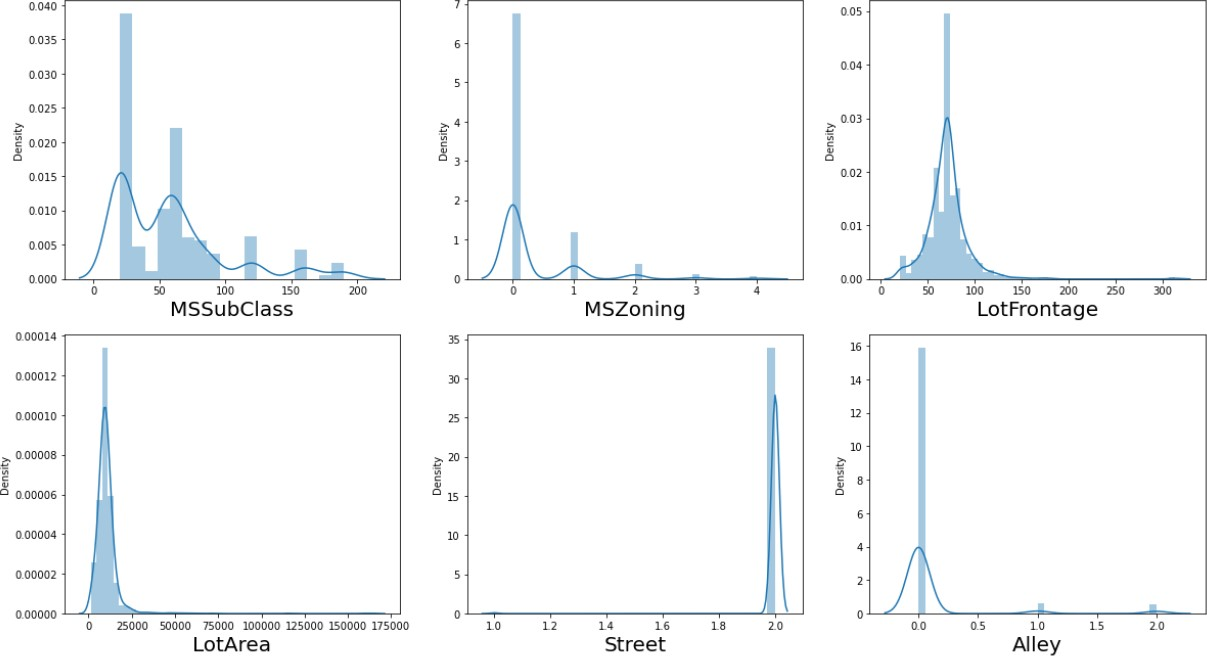 0.040
0.035
0.030
0.025
0.020
0.015
0.010
0.005
0.000
Density
0 50 100 150 200
MSSubClass
7
6
5
4
3
2
1
0
Density
0 1 2 3 4
MSZoning
0.05
0.04
0.03
0.02
0.01
0.00
Density
0 50 100 150 200 250 300
LotFrontage
0.00014
0.00012
0.00010
0.00008
0.00006
0.00004
0.00002
0.00000
Density
0 25000 50000 75000 100000 125000 150000 175000
LotArea
35
30
25
20
15
10
5
0
Density
1.0 1.2 1.4 1.6 1.8 2.0
Street
16
14
12
10
8
6
4
2
0
Density
0.0 0.5 1.0 1.5 2.0
Alley